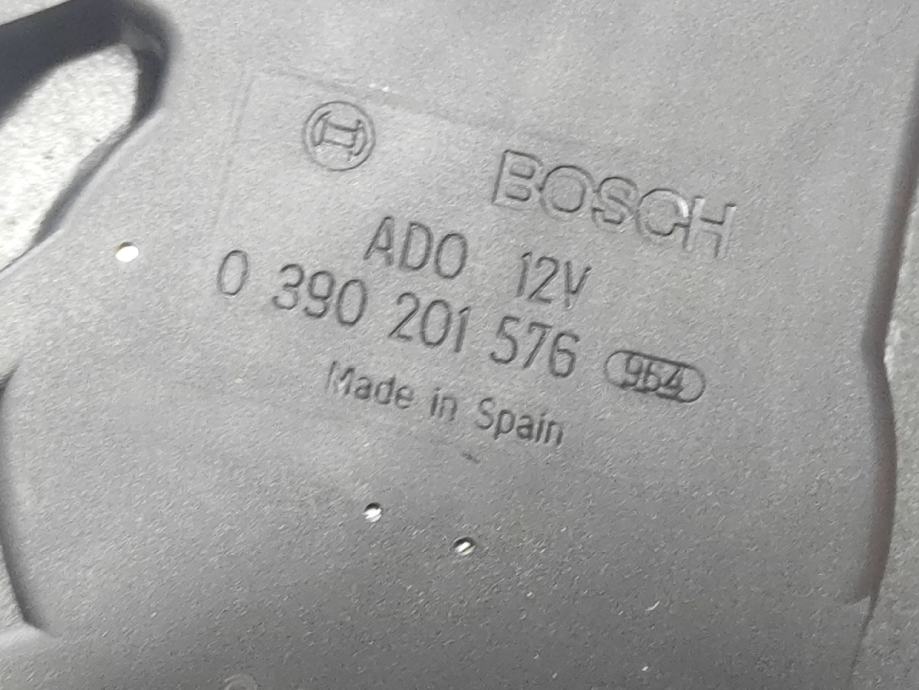 BOSCH
ADO 12V
0 390 201 576 964
Made in Spain